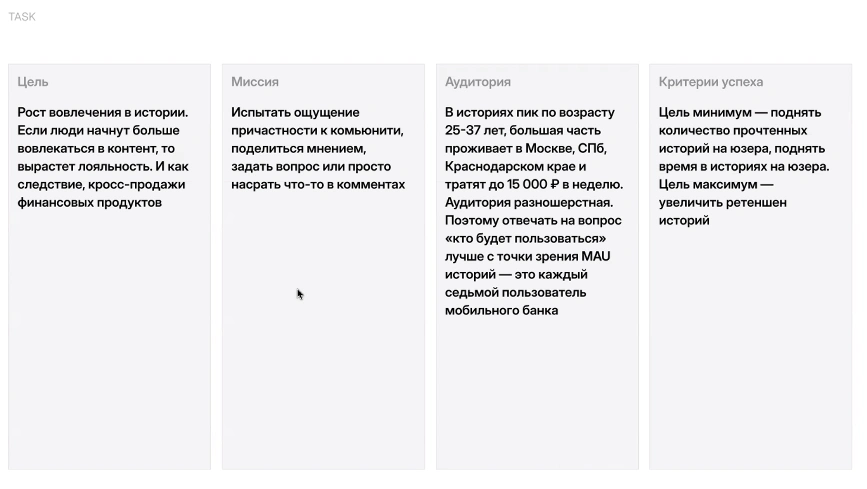 TASK
Цель
Рост вовлечения в истории.
Если люди начнут больше
вовлекаться в контент, то
вырастет лояльность. И как
следствие, кросс-продажи
финансовых продуктов
Миссия
Испытать ощущение
причастности к комьюнити,
поделиться мнением,
задать вопрос или просто
насрать что-то в комментах
Аудитория
В историях пик по возрасту
25-37 лет, большая часть
проживает в Москве, СПб,
Краснодарском крае и
тратят до 15 000 ₽ в неделю.
Аудитория разношерстная.
Поэтому отвечать на вопрос
«кто будет пользоваться»
лучше с точки зрения MAU
историй — это каждый
седьмой пользователь
мобильного банка
Критерии успеха
Цель минимум — поднять
количество прочтенных
историй на юзера, поднять
время в историях на юзера.
Цель максимум —
увеличить ретеншен
историй